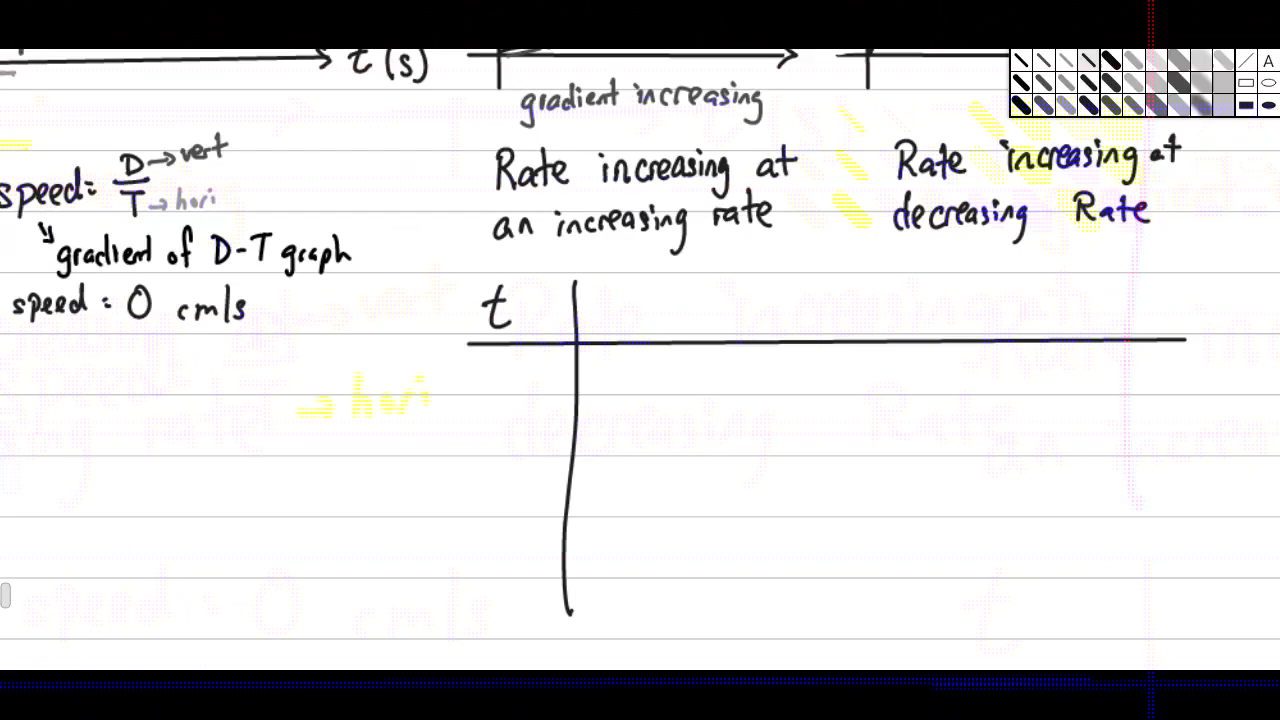 t (s)
gradient increasing
speed = D → vert
T → hori
gradient of D-T graph
speed = 0 cm/s
Rate increasing at
an increasing rate
Rate increasing at
decreasing Rate
t
→ hori
A